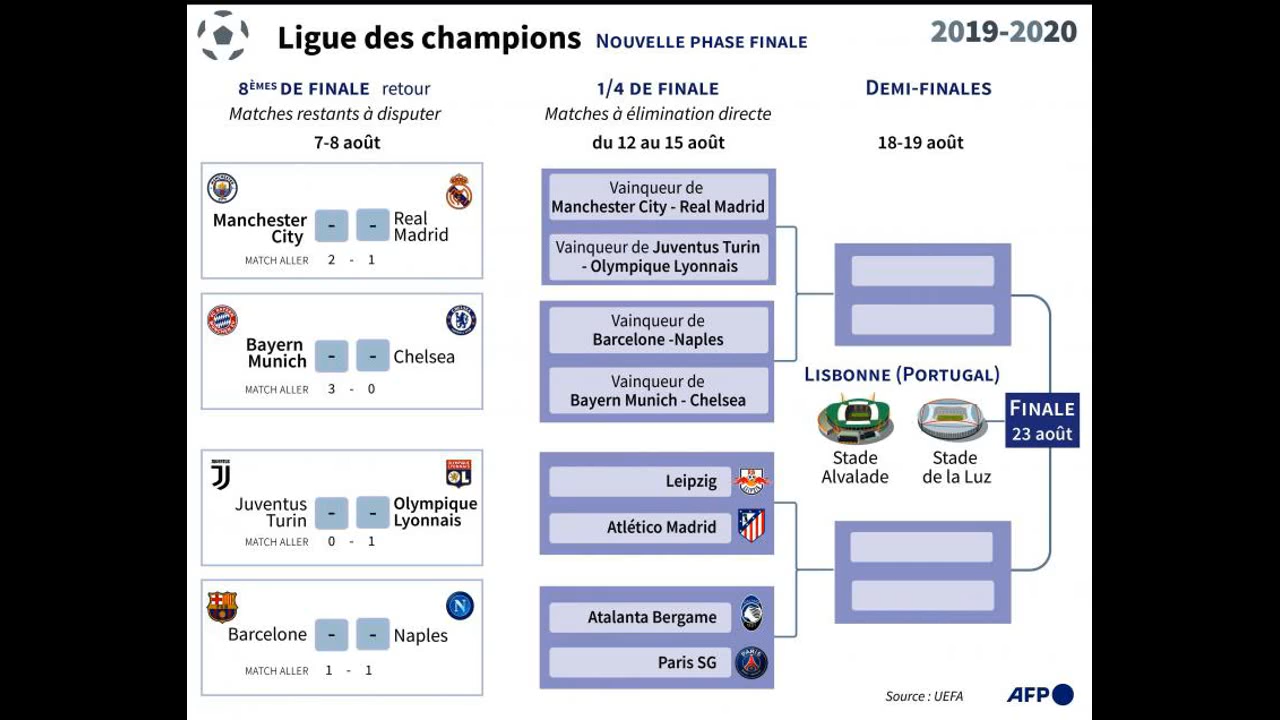 Ligue des champions NOUVELLE PHASE FINALE
2019-2020
8ÈMES DE FINALE retour
Matches restants à disputer
7-8 août
Manchester
City
-
-
Real
Madrid
MATCH ALLER 2 - 1
Bayern
Munich
-
-
Chelsea
MATCH ALLER 3 - 0
Juventus
Turin
-
-
Olympique
Lyonnais
MATCH ALLER 0 - 1
Barcelone
-
-
Naples
MATCH ALLER 1 - 1
1/4 DE FINALE
Matches à élimination directe
du 12 au 15 août
Vainqueur de
Manchester City - Real Madrid
Vainqueur de Juventus Turin
- Olympique Lyonnais
Vainqueur de
Barcelone -Naples
Vainqueur de
Bayern Munich - Chelsea
Leipzig
Atlético Madrid
Atalanta Bergame
Paris SG
DEMI-FINALES
18-19 août
LISBONNE (PORTUGAL)
Stade
Alvalade
Stade
de la Luz
FINALE
23 août
Source : UEFA
AFP